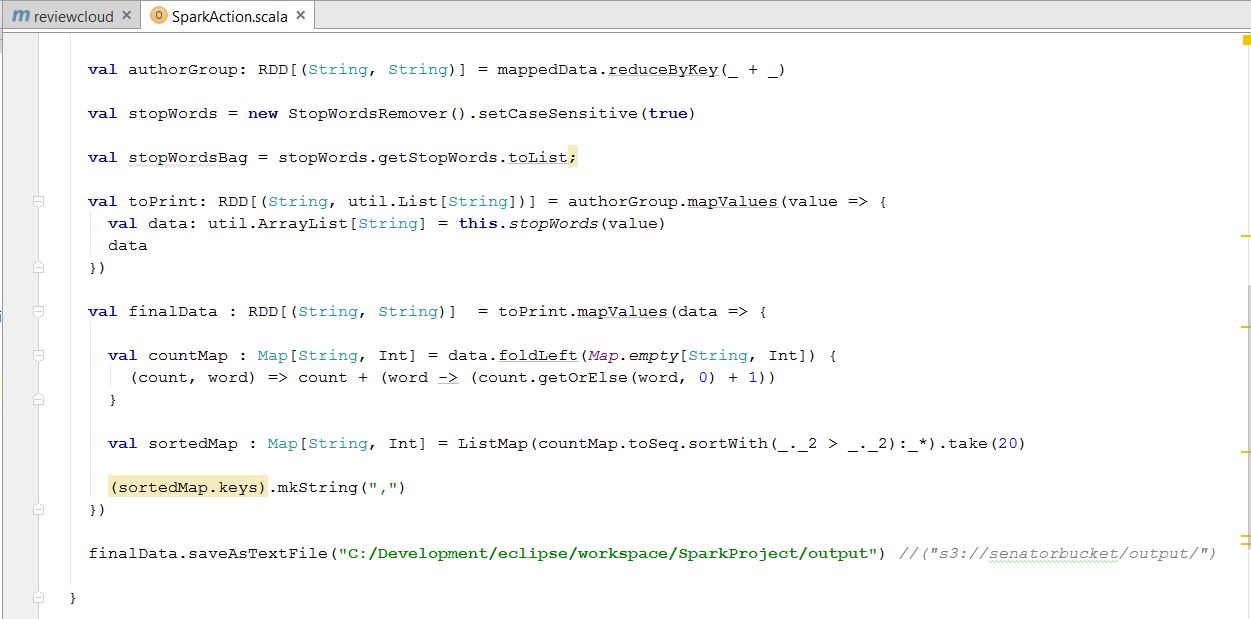 m reviewcloud × O SparkAction.scala ×
val authorGroup: RDD[(String, String)] = mappedData.reduceByKey(_ + _)
val stopWords = new StopWordsRemover().setCaseSensitive(true)
val stopWordsBag = stopWords.getStopWords.toList;
val toPrint: RDD[(String, util.List[String])] = authorGroup.mapValues(value => {
val data: util.ArrayList[String] = this.stopWords(value)
data
})
val finalData : RDD[(String, String)]  = toPrint.mapValues(data => {
val countMap : Map[String, Int] = data.foldLeft(Map.empty[String, Int]) {
(count, word) => count + (word -> (count.getOrElse(word, 0) + 1))
}
val sortedMap : Map[String, Int] = ListMap(countMap.toSeq.sortWith(_._2 > _._2):_*).take(20)
(sortedMap.keys).mkString(",")
})
finalData.saveAsTextFile("C:/Development/eclipse/workspace/SparkProject/output") //("s3://senatorbucket/output/")
}